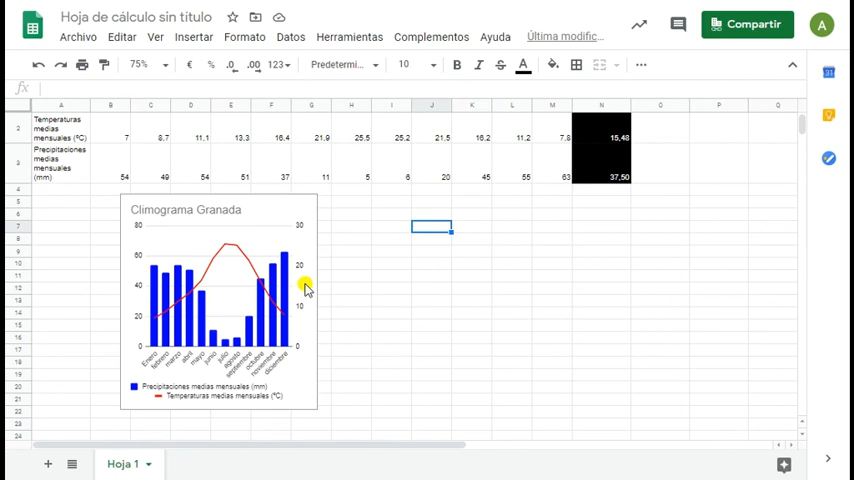 Hoja de cálculo sin título
Archivo Editar Ver Insertar Formato Datos Herramientas Complementos Ayuda Última modific...
Compartir
A
75% € % .0 .00 123 Predetermi... 10 B I S A
fx
A B C D E F G H I J K L M N O P Q
2 Temperaturas medias mensuales (ºC) 7 8,7 11,1 13,3 16,4 21,9 25,5 25,2 21,5 16,2 11,2 7,8 15,48
3 Precipitaciones medias mensuales (mm) 54 49 54 51 37 11 5 6 20 45 55 63 37,50
4
5
6
7
8
9
10
11
12
13
14
15
16
17
18
19
20
21
22
23
24
Climograma Granada
80 30
60 20
40 10
20
0 0
Enero febrero marzo abril mayo junio julio agosto septiembre octubre noviembre diciembre
Precipitaciones medias mensuales (mm)
Temperaturas medias mensuales (ºC)
Hoja 1
31